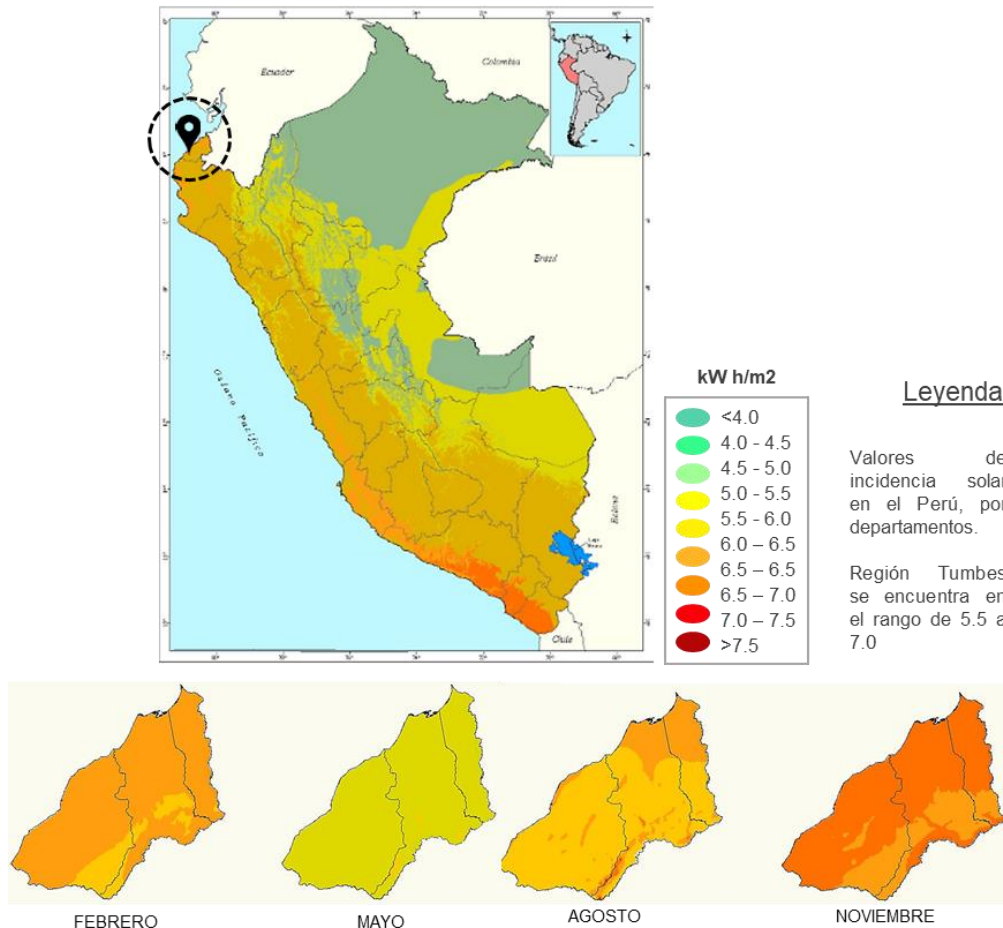 Ecuador
Colombia
Brasil
Océano Pacífico
Bolivia
Chile
kW h/m2
<4.0
4.0 - 4.5
4.5 - 5.0
5.0 - 5.5
5.5 - 6.0
6.0 – 6.5
6.5 – 6.5
6.5 – 7.0
7.0 – 7.5
>7.5
Leyenda
Valores de
incidencia solar
en el Perú, por
departamentos.
Región Tumbes
se encuentra en
el rango de 5.5 a
7.0
FEBRERO
MAYO
AGOSTO
NOVIEMBRE